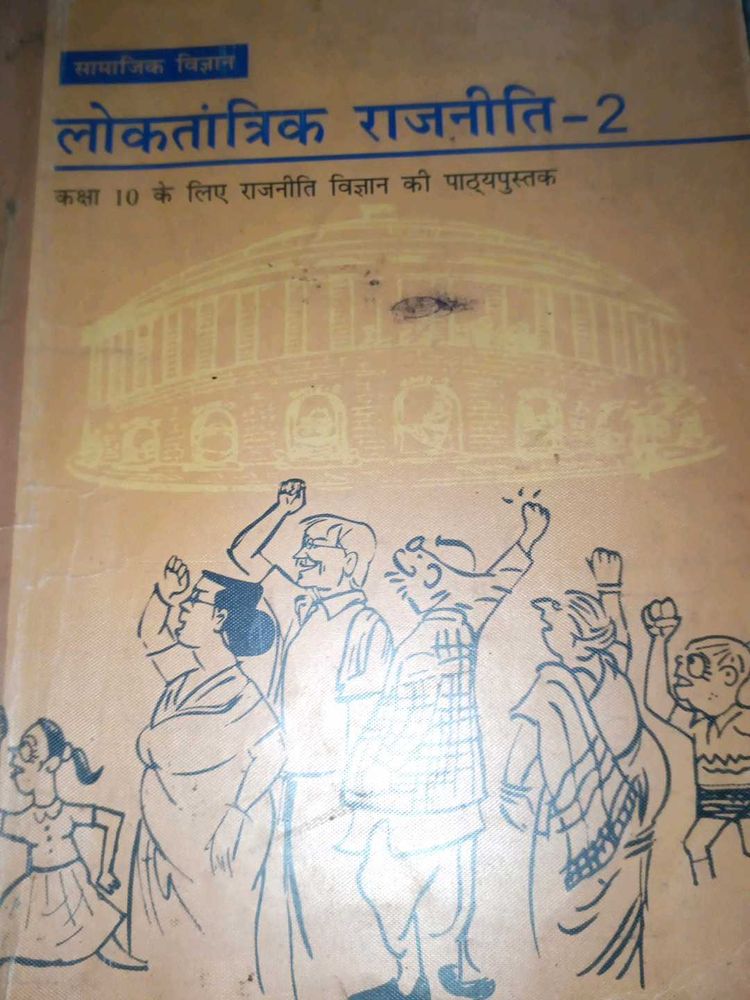 सामाजिक विज्ञान
लोकतांत्रिक राजनीति-2
कक्षा 10 के लिए राजनीति विज्ञान की पाठ्यपुस्तक